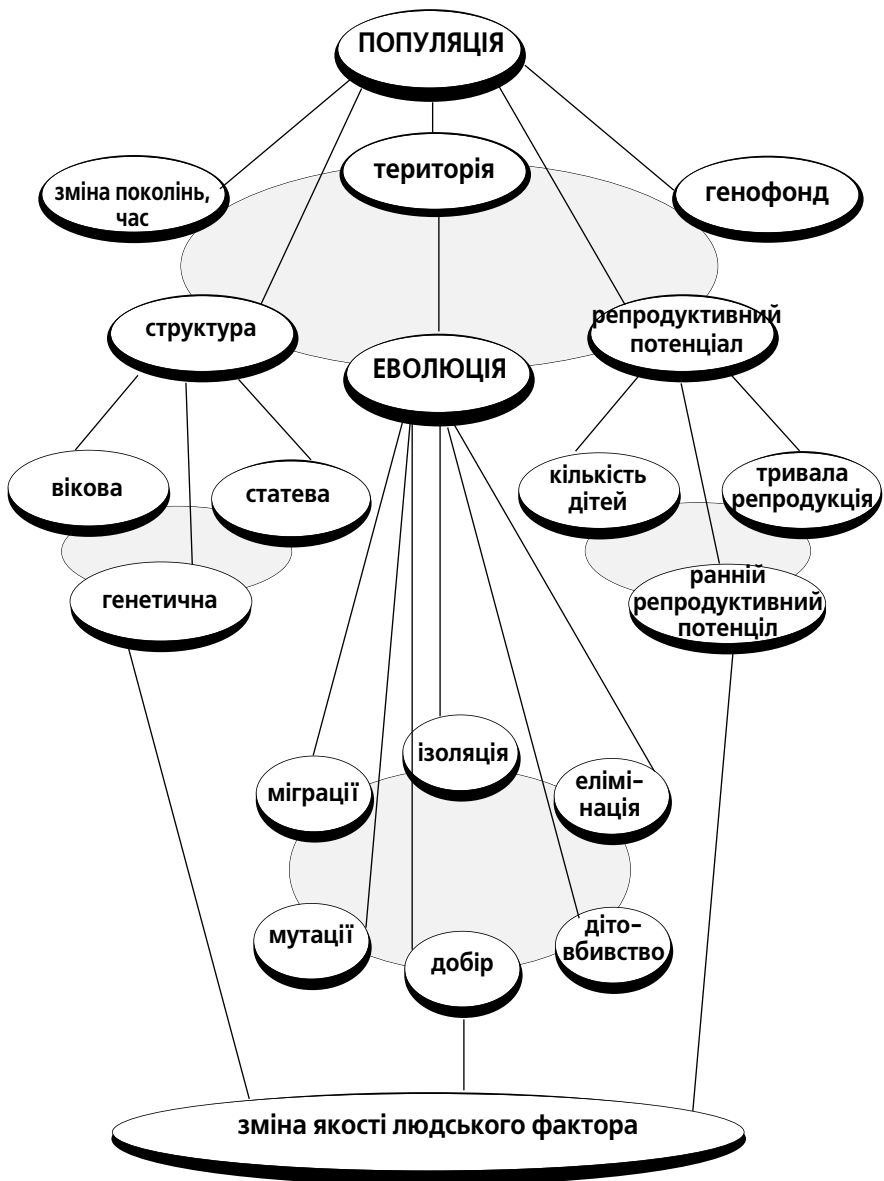 ПОПУЛЯЦІЯ
територія
зміна поколінь,
час
генофонд
структура
репродуктивний
потенціал
ЕВОЛЮЦІЯ
вікова
статева
кількість
дітей
тривала
репродукція
генетична
ранній
репродуктивний
потенціл
ізоляція
міграції
елімі-
нація
мутації
добір
діто-
вбивство
зміна якості людського фактора